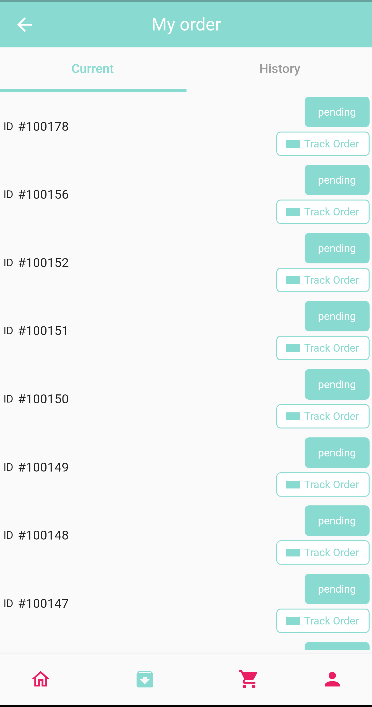 My order
Current
History
pending
ID #100178
Track Order
pending
ID #100156
Track Order
pending
ID #100152
Track Order
pending
ID #100151
Track Order
pending
ID #100150
Track Order
pending
ID #100149
Track Order
pending
ID #100148
Track Order
pending
ID #100147
Track Order